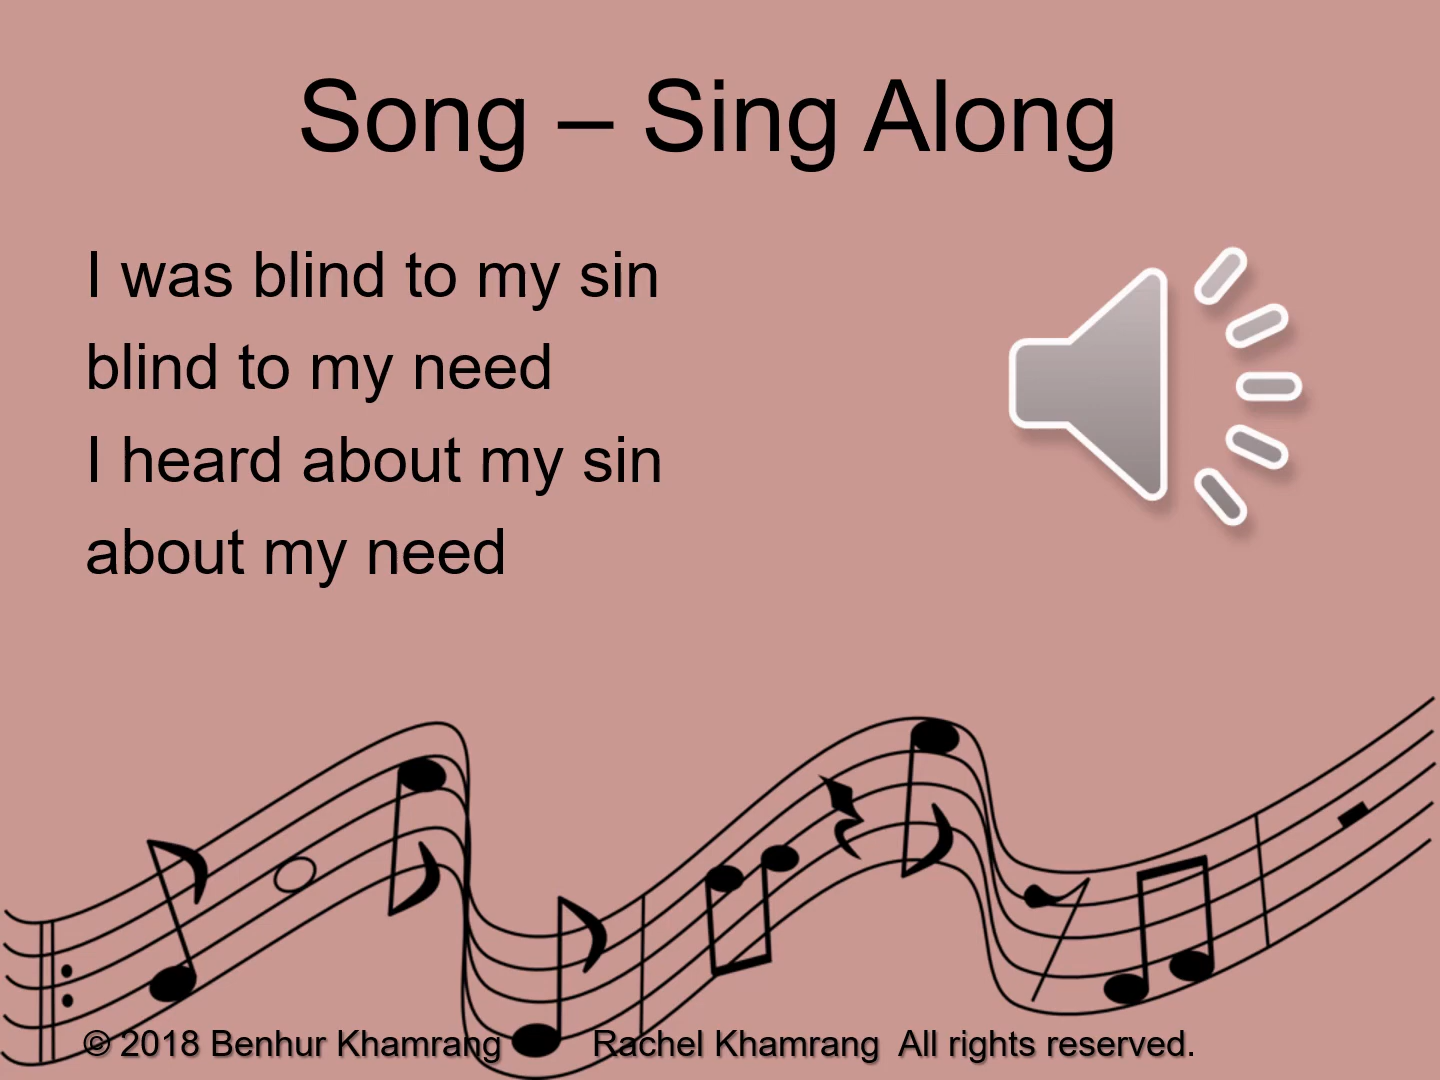 Song – Sing Along
I was blind to my sin
blind to my need
I heard about my sin
about my need
© 2018 Benhur Khamrang Rachel Khamrang All rights reserved.